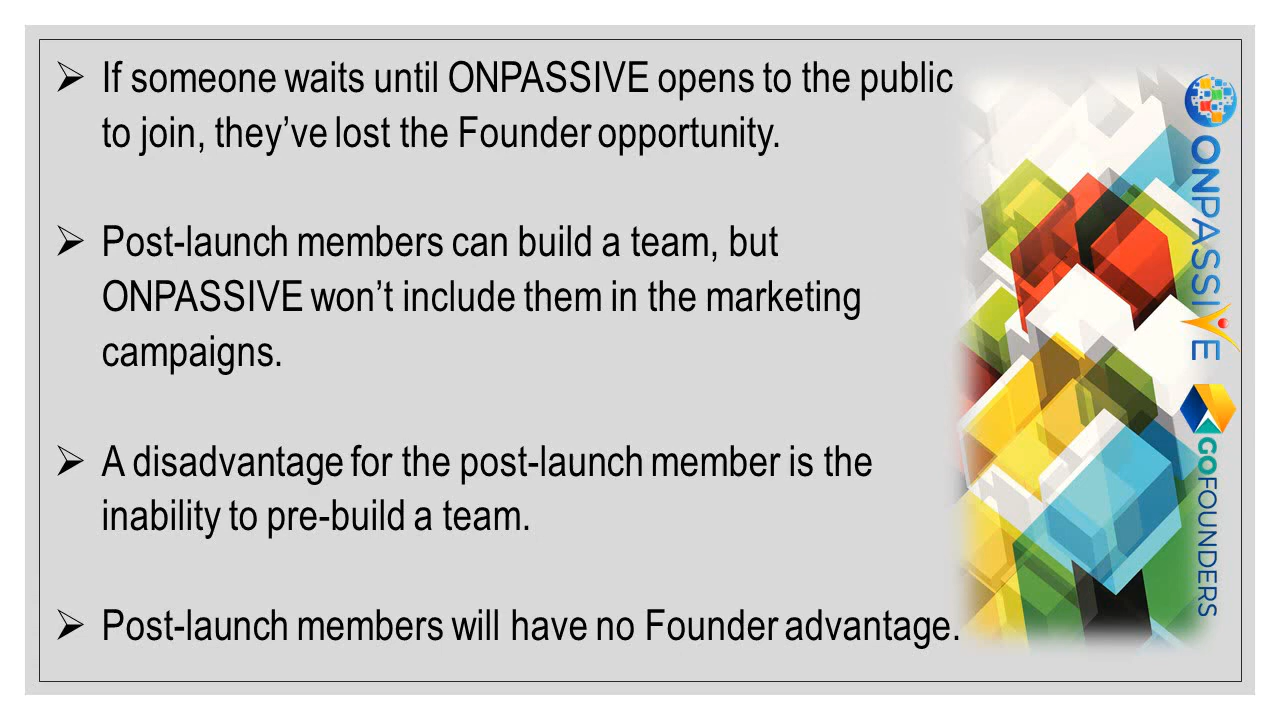 ➢ If someone waits until ONPASSIVE opens to the public
to join, they’ve lost the Founder opportunity.
➢ Post-launch members can build a team, but
ONPASSIVE won’t include them in the marketing
campaigns.
➢ A disadvantage for the post-launch member is the
inability to pre-build a team.
➢ Post-launch members will have no Founder advantage.
ONPASSIVE
GOFOUNDERS